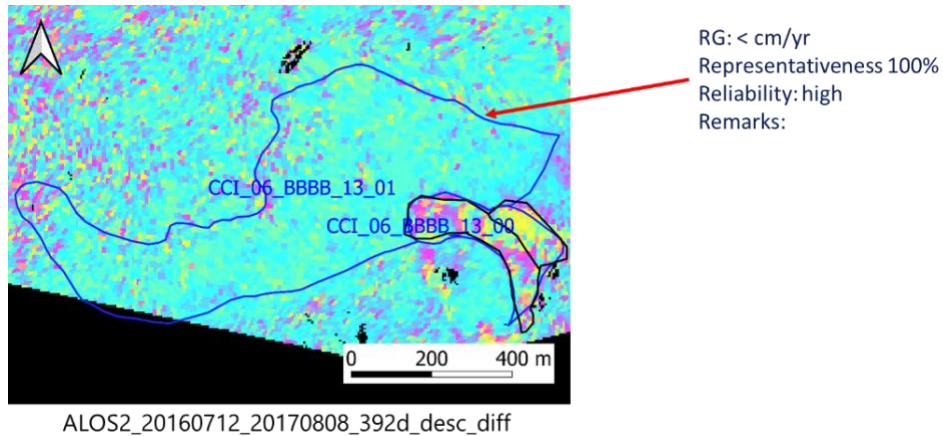 RG: < cm/yr
Representativeness 100%
Reliability: high
Remarks:
CCI_06_BBBB_13_01
CCI_06_BBBB_13_00
0 200 400 m
ALOS2_20160712_20170808_392d_desc_diff